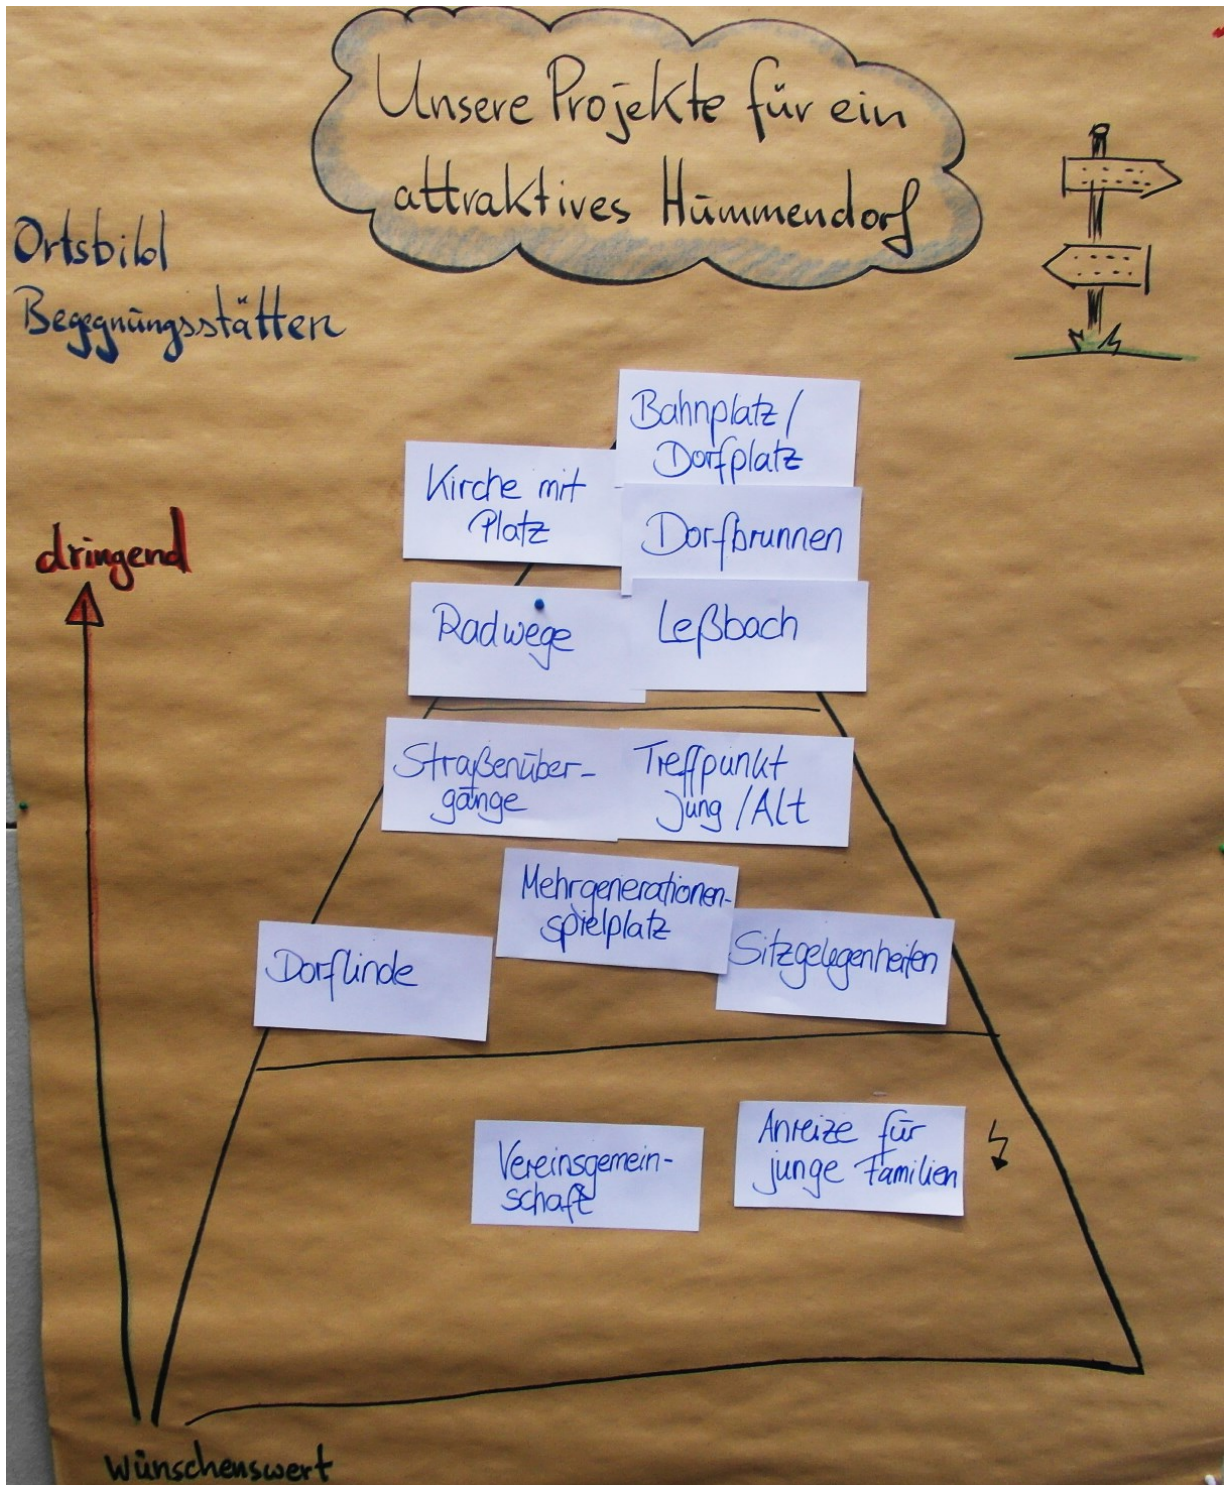 Unsere Projekte für ein
attraktives Hummendorf
Ortsbild
Begegnungsstätten
dringend
Bahnplatz /
Dorfplatz
Kirche mit
Platz
Dorfbrunnen
Radwege
Leßbach
Straßenüber-
gänge
Treffpunkt
Jung / Alt
Mehrgenerationen-
spielplatz
Dorflinde
Sitzgelegenheiten
Vereinsgemein-
schaft
Anreize für
junge Familien
wünschenswert